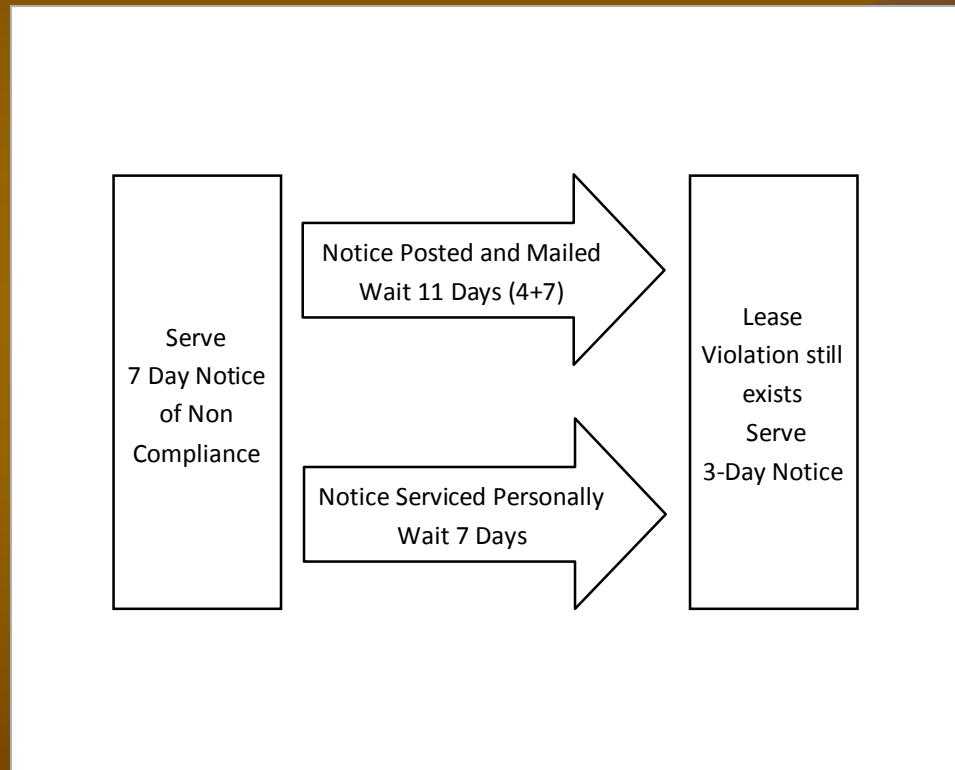 Serve
7 Day Notice
of Non
Compliance
Notice Posted and Mailed
Wait 11 Days (4+7)
Notice Serviced Personally
Wait 7 Days
Lease
Violation still
exists
Serve
3-Day Notice